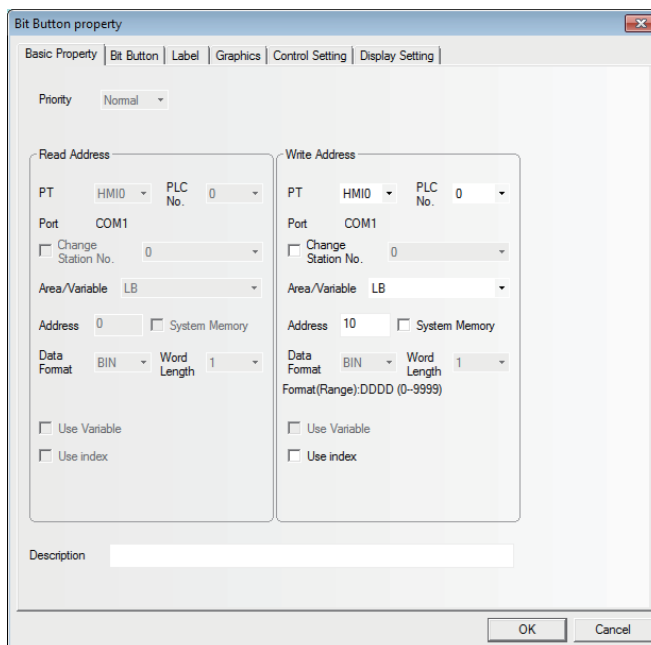 Bit Button property
Basic Property Bit Button Label Graphics Control Setting Display Setting
Priority Normal
Read Address
PT HMI0 PLC No. 0
Port COM1
Change Station No. 0
Area/Variable LB
Address 0 System Memory
Data Format BIN Word Length 1
Use Variable
Use index
Write Address
PT HMI0 PLC No. 0
Port COM1
Change Station No. 0
Area/Variable LB
Address 10 System Memory
Data Format BIN Word Length 1
Format(Range):DDDD (0--9999)
Use Variable
Use index
Description
OK Cancel